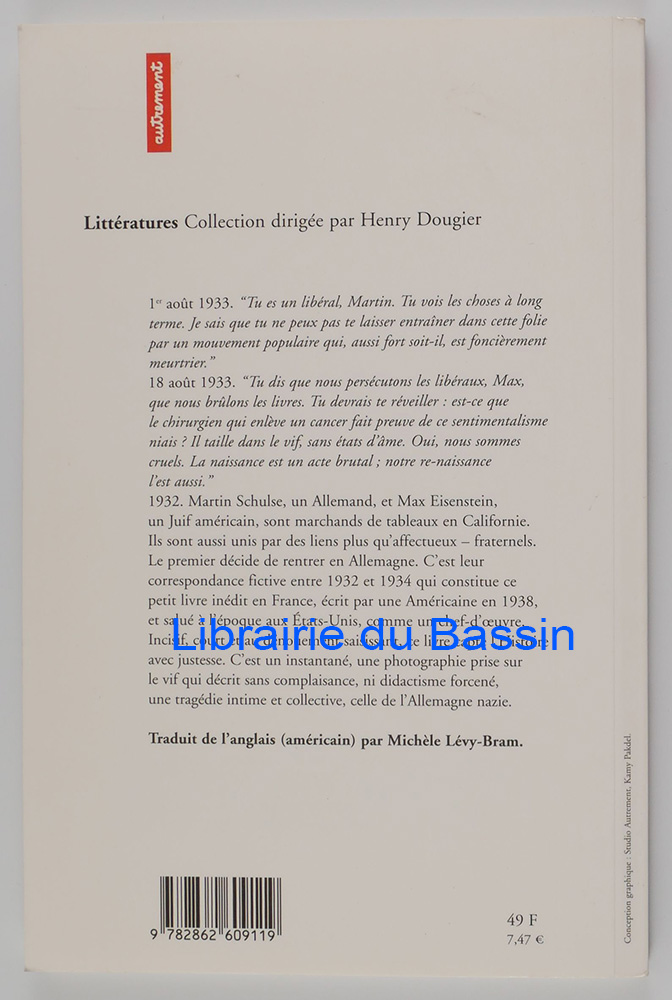 autrement
Littératures Collection dirigée par Henry Dougier
1er août 1933. “Tu es un libéral, Martin. Tu vois les choses à long
terme. Je sais que tu ne peux pas te laisser entraîner dans cette folie
par un mouvement populaire qui, aussi fort soit-il, est foncièrement
meurtrier.”
18 août 1933. “Tu dis que nous persécutons les libéraux, Max,
que nous brûlons les livres. Tu devrais te réveiller : est-ce que
le chirurgien qui enlève un cancer fait preuve de ce sentimentalisme
niais ? Il taille dans le vif, sans états d’âme. Oui, nous sommes
cruels. La naissance est un acte brutal ; notre re-naissance
l’est aussi.”
1932. Martin Schulse, un Allemand, et Max Eisenstein,
un Juif américain, sont marchands de tableaux en Californie.
Ils sont aussi unis par des liens plus qu’affectueux – fraternels.
Le premier décide de rentrer en Allemagne. C’est leur
correspondance fictive entre 1932 et 1934 qui constitue ce
petit livre inédit en France, écrit par une Américaine en 1938,
et salué à l’époque aux États-Unis, comme un chef-d’œuvre.
Librairie du Bassin
Incisif, court et au dénouement saisissant, ce livre capte l’Histoire
avec justesse. C’est un instantané, une photographie prise sur
le vif qui décrit sans complaisance, ni didactisme forcené,
une tragédie intime et collective, celle de l’Allemagne nazie.
Traduit de l’anglais (américain) par Michèle Lévy-Bram.
Conception graphique : Studio Autrement, Kamy Pakdel.
9 782862 609119
49 F
7,47 €